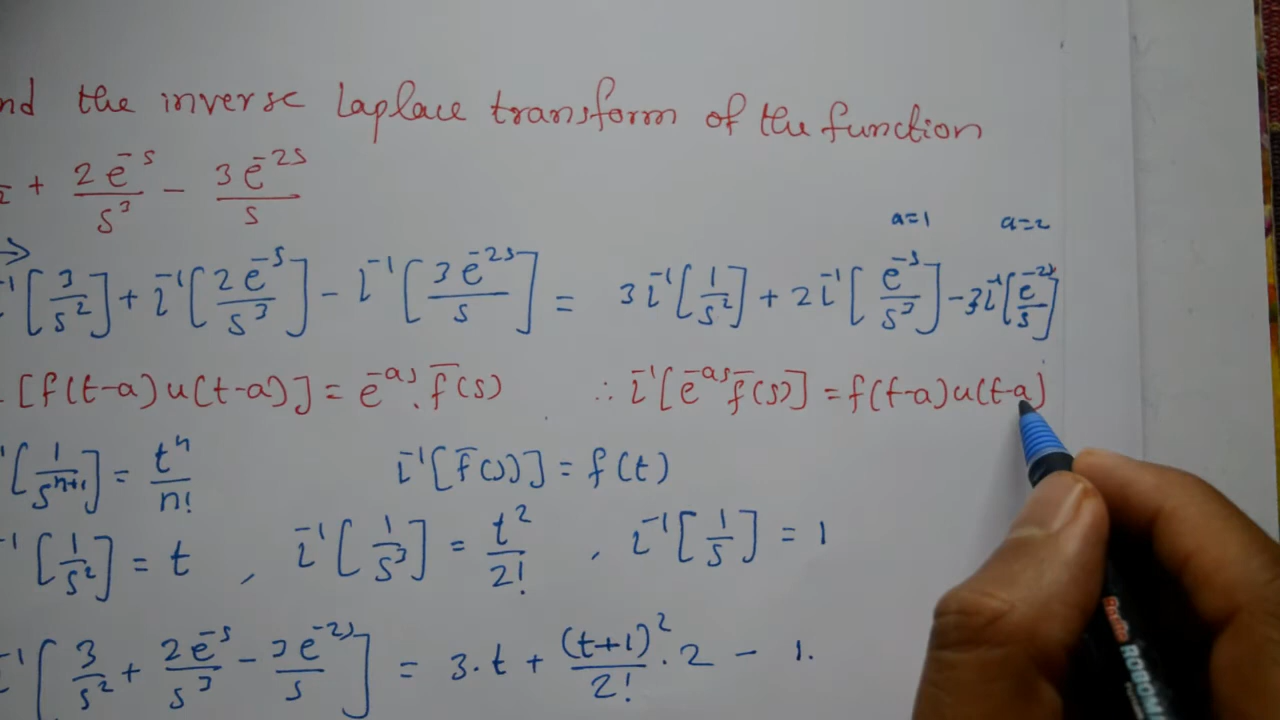 nd the inverse Laplace transform of the function
+ 2e^-s/s^3 - 3e^-2s/s
a=1 a=2
[3/s^2] + L^-1[2e^-s/s^3] - L^-1[3e^-2s/s] = 3L^-1[1/s^2] + 2L^-1[e^-s/s^3] - 3L^-1[e^-2s/s]
[f(t-a)u(t-a)] = e^-as. f̄(s) ∴ L^-1[e^-as f̄(s)] = f(t-a)u(t-a)
[1/s^n+1] = t^n/n! L^-1[f̄(s)] = f(t)
^-1[1/s^2] = t , L^-1[1/s^3] = t^2/2! , L^-1[1/s] = 1
^-1[3/s^2 + 2e^-s/s^3 - 3e^-2s/s] = 3.t + (t+1)^2/2! .2 - 1.